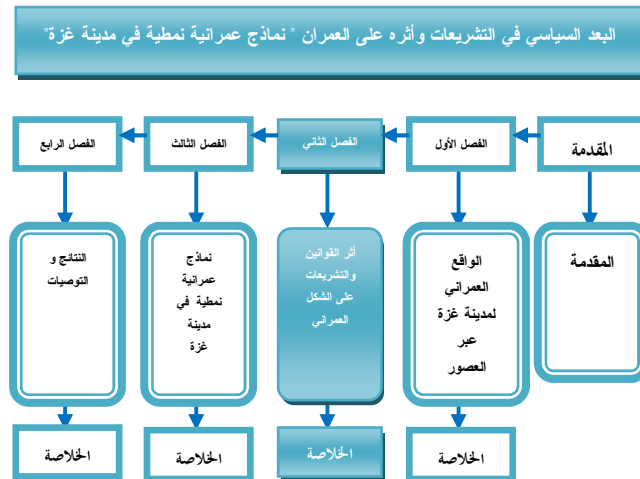 البعد السياسي في التشريعات وأثره على العمران " نماذج عمرانية نمطية في مدينة غزة"
المقدمة
الفصل الأول
الفصل الثاني
الفصل الثالث
الفصل الرابع
المقدمة
الواقع
العمراني
لمدينة غزة
عبر
العصور
أثر القوانين
والتشريعات
على الشكل
العمراني
نماذج
عمرانية
نمطية في
مدينة
غزة
النتائج و
التوصيات
الخلاصة
الخلاصة
الخلاصة
الخلاصة